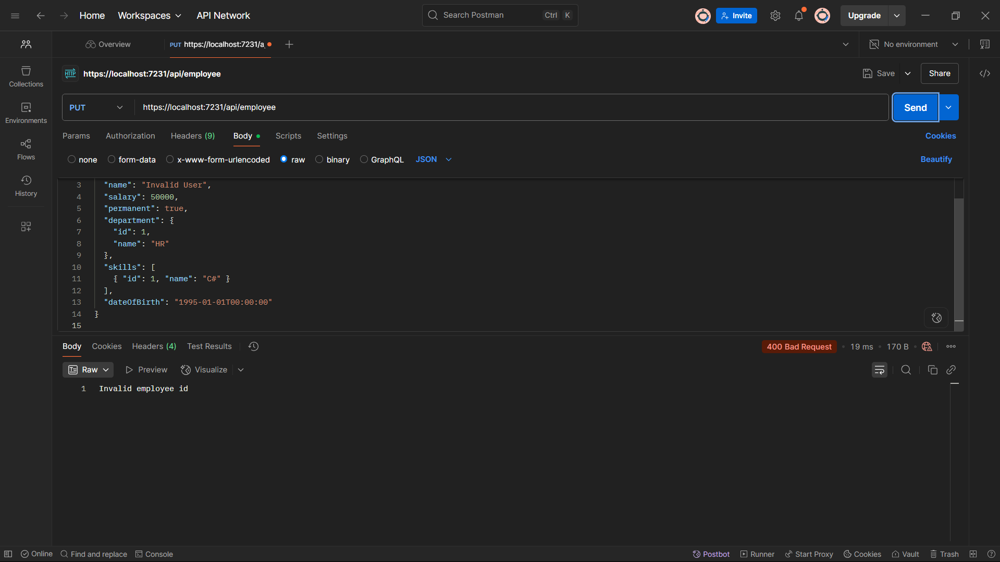 Home Workspaces API Network Search Postman Ctrl K Invite Upgrade
Overview PUT https://localhost:7231/a No environment
HTTP https://localhost:7231/api/employee Save Share
Collections
PUT https://localhost:7231/api/employee Send
Environments
Params Authorization Headers (9) Body Scripts Settings Cookies
Flows
none form-data x-www-form-urlencoded raw binary GraphQL JSON Beautify
History
3 "name": "Invalid User",
4 "salary": 50000,
5 "permanent": true,
6 "department": {
7 "id": 1,
8 "name": "HR"
9 },
10 "skills": [
11 { "id": 1, "name": "C#" }
12 ],
13 "dateOfBirth": "1995-01-01T00:00:00"
14 }
15
Body Cookies Headers (4) Test Results 400 Bad Request 19 ms 170 B
Raw Preview Visualize
1 Invalid employee id
Online Find and replace Console Postbot Runner Start Proxy Cookies Vault Trash